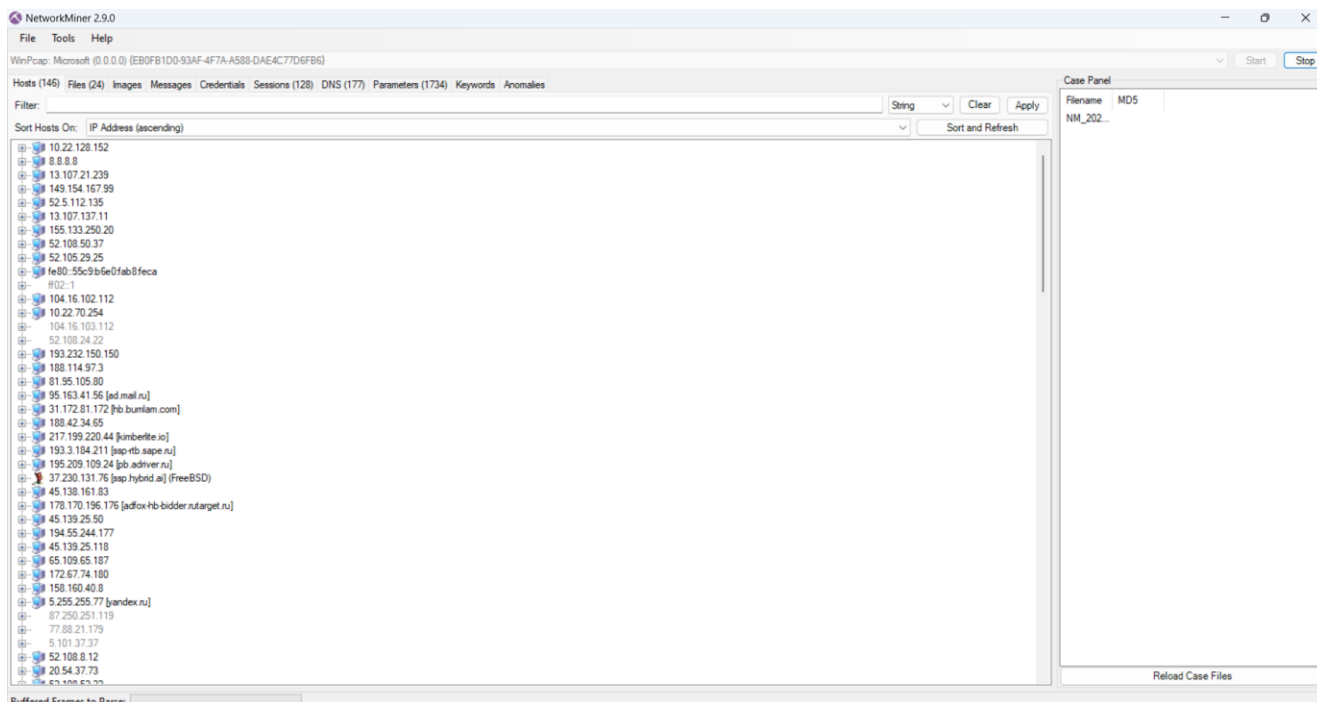 NetworkMiner 2.9.0
File Tools Help
WinPcap: Microsoft (0.0.0.0) {EB0FB1D0-93AF-4F7A-A588-DAE4C77D6FB6}
Start Stop
Hosts (146) Files (24) Images Messages Credentials Sessions (128) DNS (177) Parameters (1734) Keywords Anomalies
Filter: String Clear Apply
Sort Hosts On: IP Address (ascending) Sort and Refresh
10.22.128.152
8.8.8.8
13.107.21.239
149.154.167.99
52.5.112.135
13.107.137.11
155.133.250.20
52.108.50.37
52.105.29.25
fe80::55c9:b6e0:fab8:feca
ff02::1
104.16.102.112
10.22.70.254
104.16.103.112
52.108.24.22
193.232.150.150
188.114.97.3
81.95.105.80
95.163.41.56 [ad.mail.ru]
31.172.81.172 [hb.bumlam.com]
188.42.34.65
217.199.220.44 [kimberlite.io]
193.3.184.211 [ssp-rtb.sape.ru]
195.209.109.24 [pb.adriver.ru]
37.230.131.76 [ssp.hybrid.ai] (FreeBSD)
45.138.161.83
178.170.196.176 [adfox-hb-bidder.rutarget.ru]
45.139.25.50
194.55.244.177
45.139.25.118
65.109.65.187
172.67.74.180
158.160.40.8
5.255.255.77 [yandex.ru]
87.250.251.119
77.88.21.179
5.101.37.37
52.108.8.12
20.54.37.73
Case Panel
Filename MD5
NM_202...
Reload Case Files
Buffered Frames to Parse: